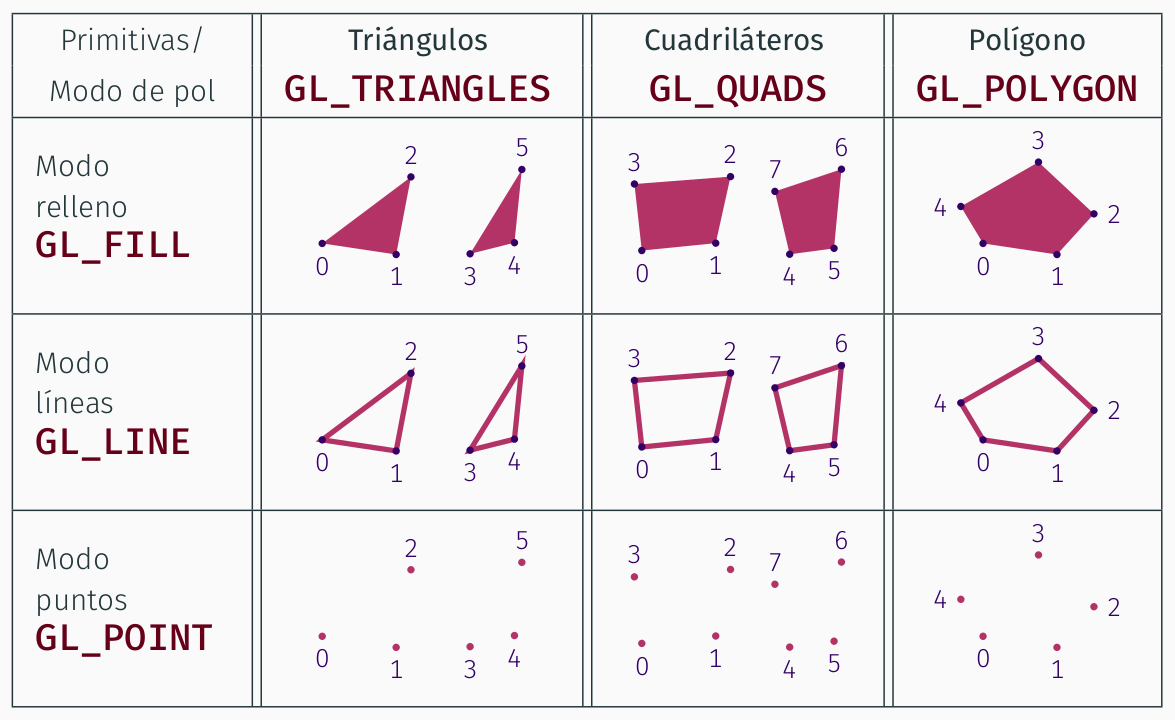 Primitivas/
Modo de pol
Triángulos
GL_TRIANGLES
Cuadriláteros
GL_QUADS
Polígono
GL_POLYGON
Modo
relleno
GL_FILL
2 5
0 1 3 4
3 2 7 6
0 1 4 5
3
4 2
0 1
Modo
líneas
GL_LINE
2 5
0 1 3 4
3 2 7 6
0 1 4 5
3
4 2
0 1
Modo
puntos
GL_POINT
2 5
0 1 3 4
3 2 7 6
0 1 4 5
3
4 2
0 1